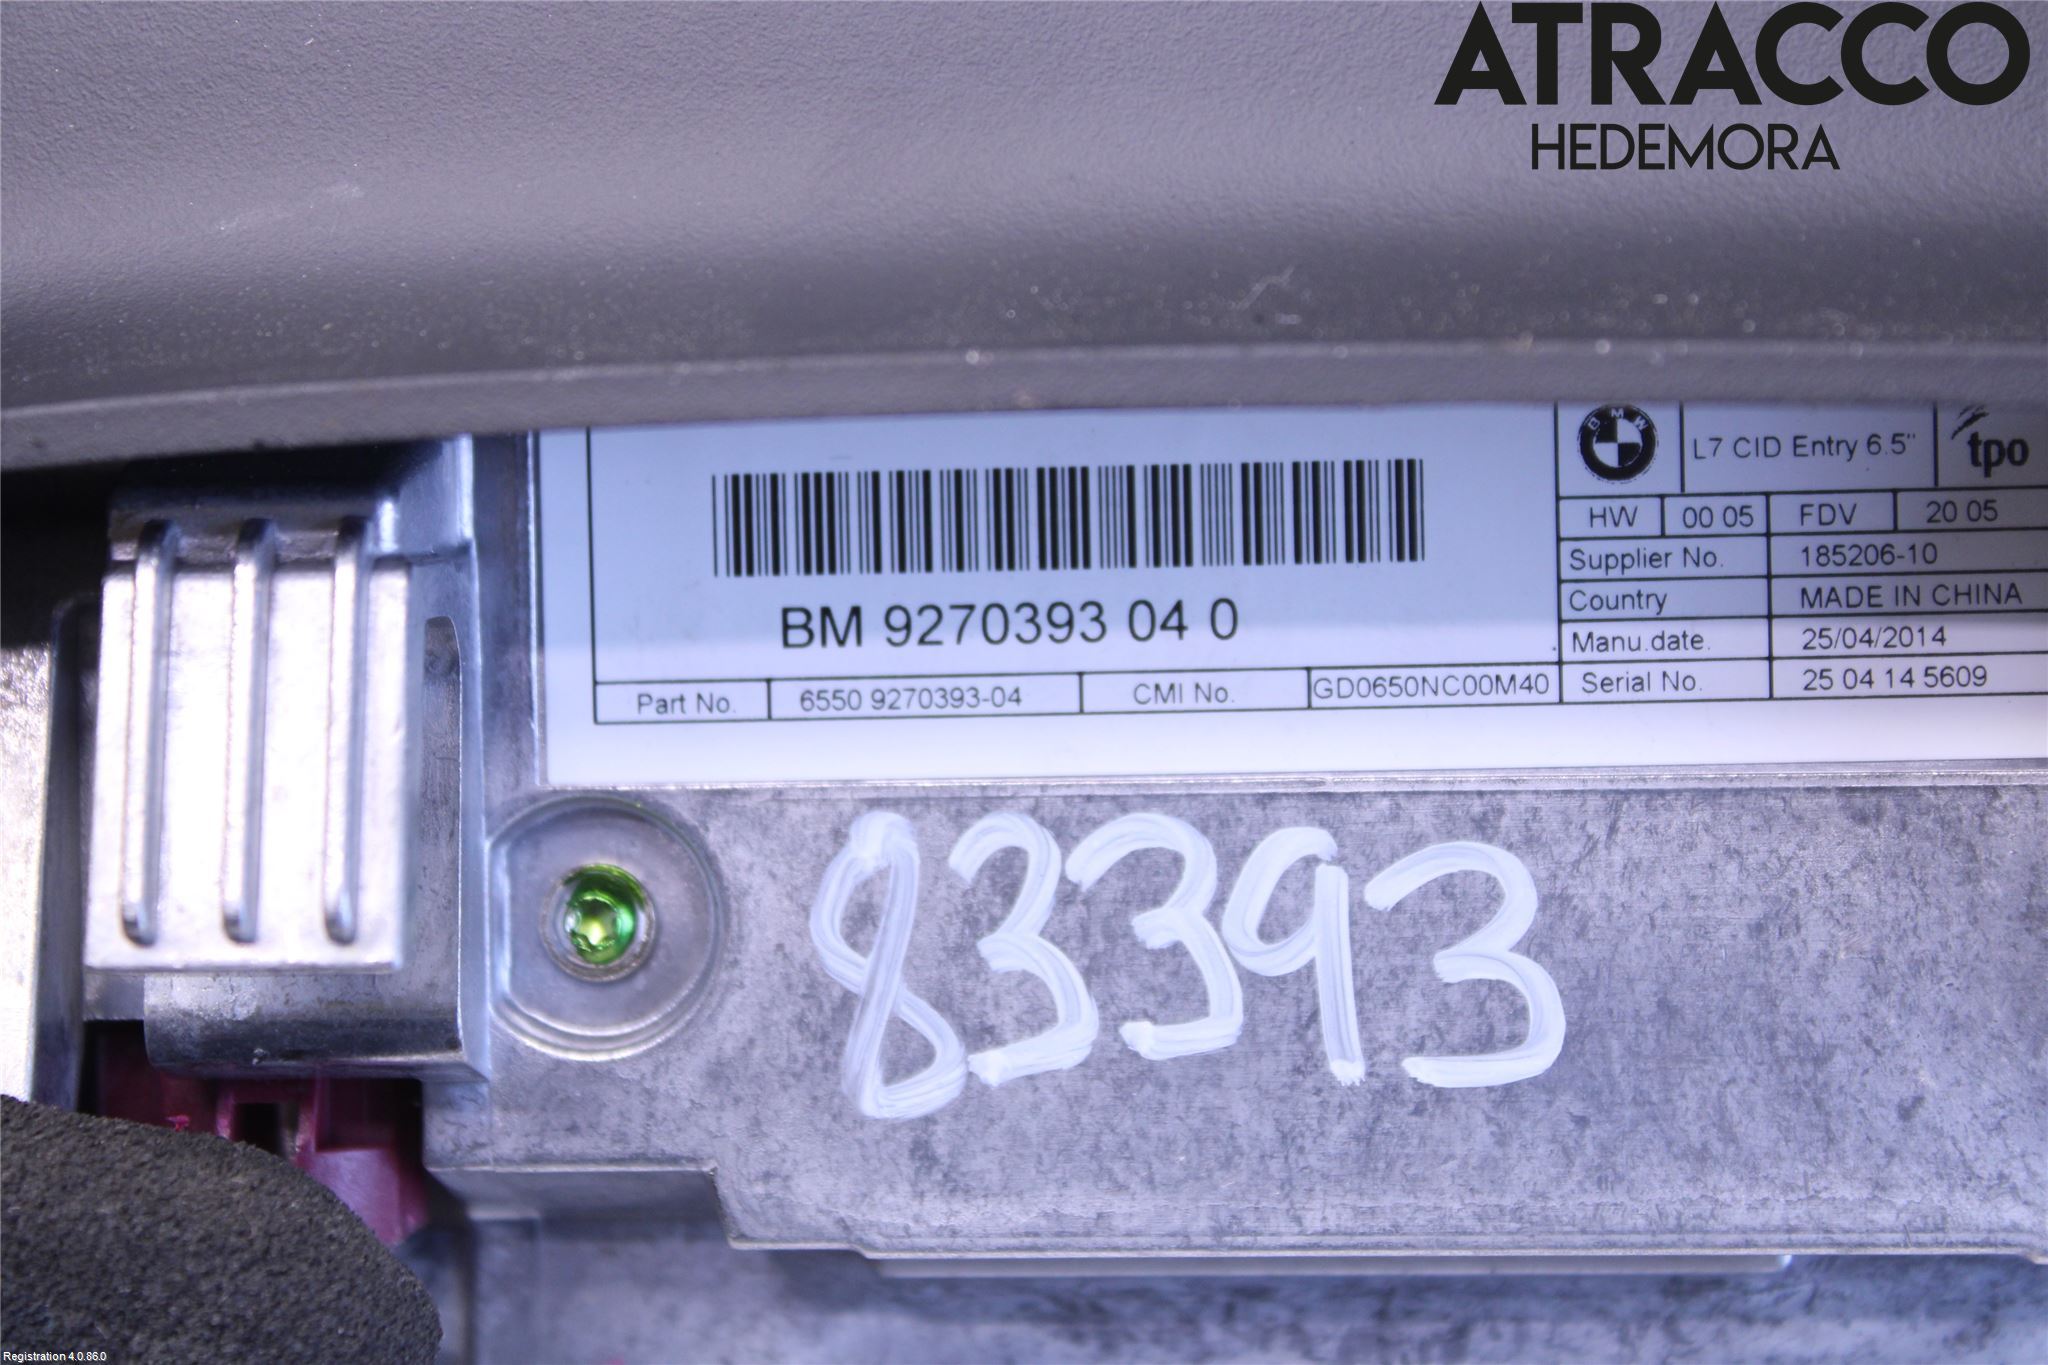 ATRACCO
HEDEMORA
BMW L7 CID Entry 6.5" tpo
HW 00 05 FDV 20 05
Supplier No. 185206-10
Country MADE IN CHINA
Manu.date. 25/04/2014
Serial No. 25 04 14 5609
BM 9270393 04 0
Part No. 6550 9270393-04 CMI No. GD0650NC00M40
83393
Registration 4.0.86.0